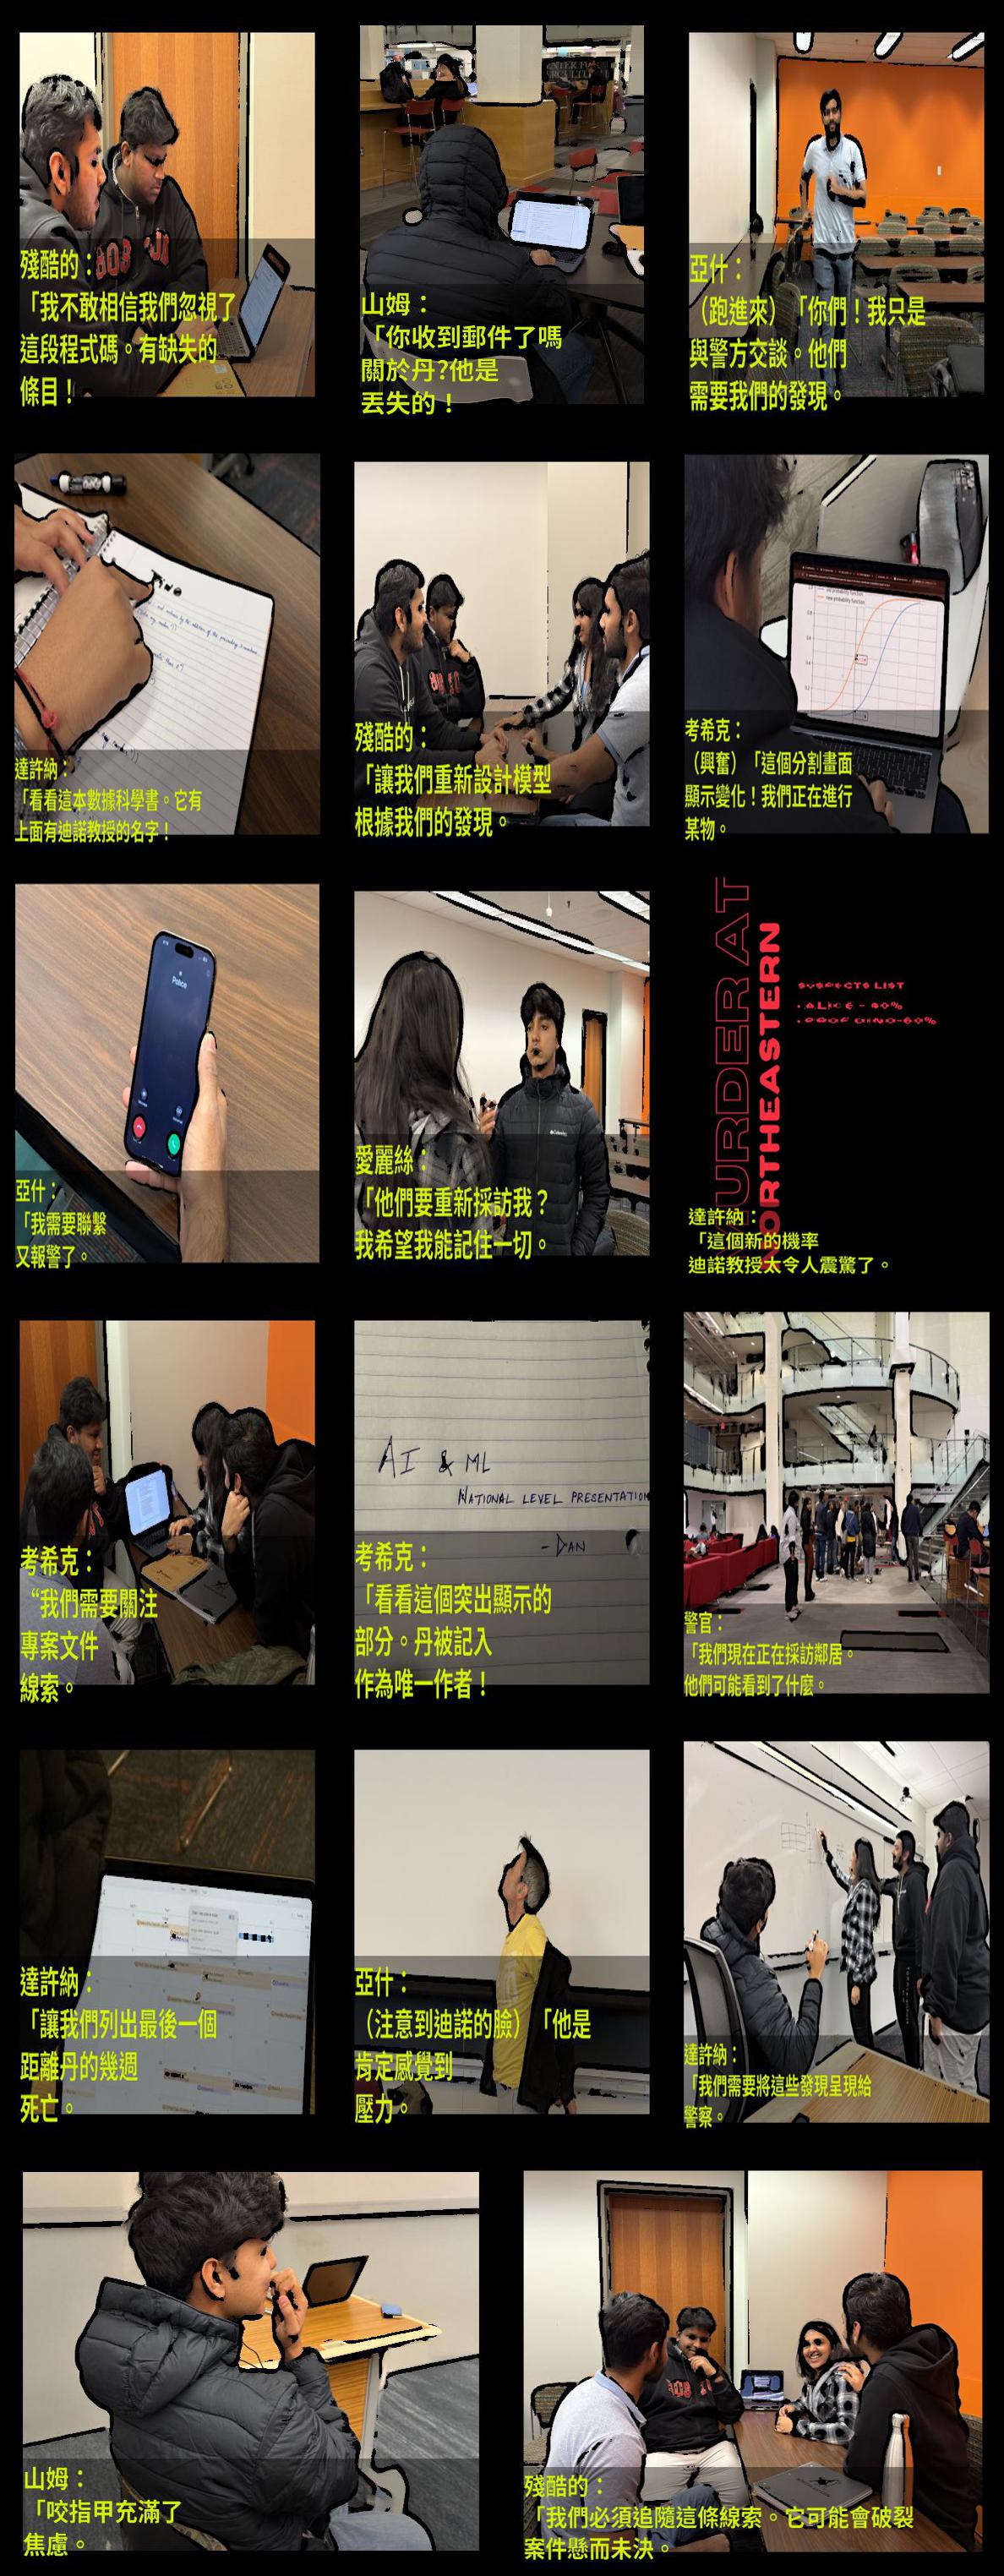 殘酷的：
「我不敢相信我們忽視了
這段程式碼。有缺失的
條目！
山姆：
「你收到郵件了嗎
關於丹?他是
丟失的！
亞什：
（跑進來）「你們！我只是
與警方交談。他們
需要我們的發現。
達許納：
「看看這本數據科學書。它有
上面有迪諾教授的名字！
殘酷的：
「讓我們重新設計模型
根據我們的發現。
new probability function
考希克：
（興奮）「這個分割畫面
顯示變化！我們正在進行
某物。
Police
亞什：
「我需要聯繫
又報警了。
愛麗絲：
「他們要重新採訪我？
我希望我能記住一切。
MURDER AT
NORTHEASTERN
SUSPECTS LIST
達許納：
「這個新的機率
迪諾教授太令人震驚了。
考希克：
“我們需要關注
專案文件
線索。
AI & ML
NATIONAL LEVEL PRESENTATION
- DAN
考希克：
「看看這個突出顯示的
部分。丹被記入
作為唯一作者！
警官：
「我們現在正在採訪鄰居。
他們可能看到了什麼。
達許納：
「讓我們列出最後一個
距離丹的幾週
死亡。
亞什：
（注意到迪諾的臉）「他是
肯定感覺到
壓力。
達許納：
「我們需要將這些發現呈現給
警察。
山姆：
「咬指甲充滿了
焦慮。
殘酷的：
「我們必須追隨這條線索。它可能會破裂
案件懸而未決。